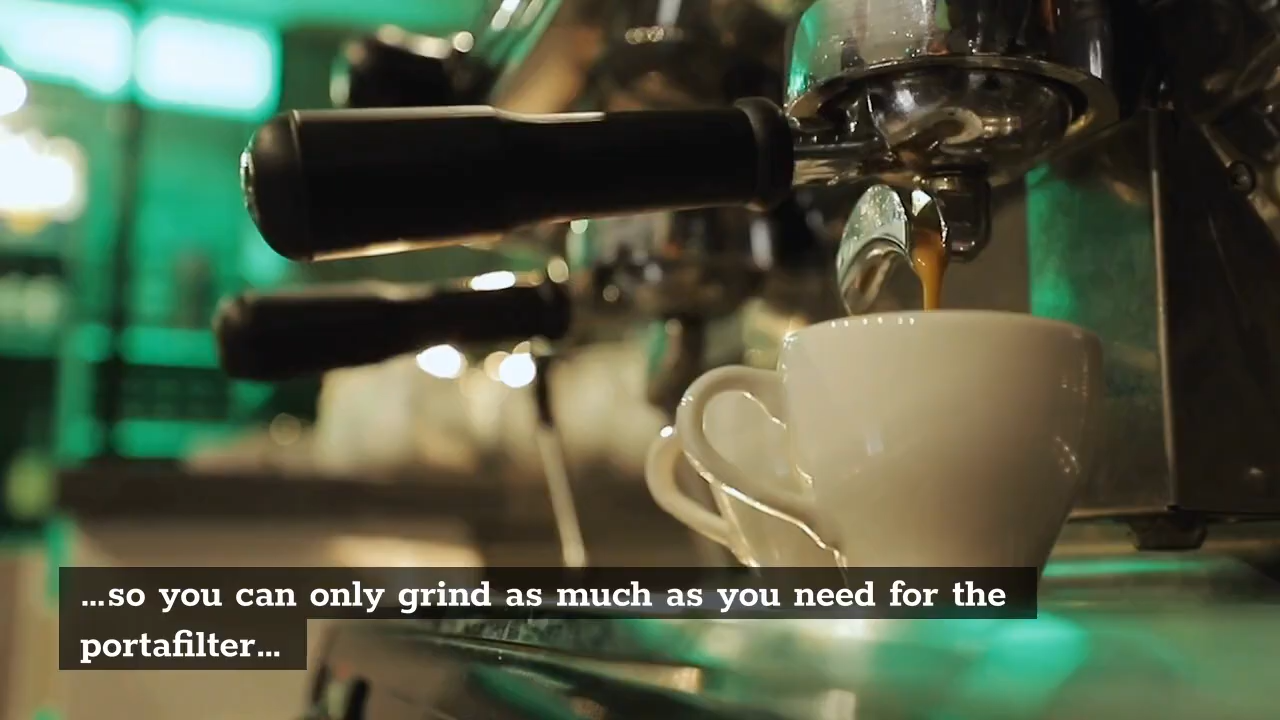 ...so you can only grind as much as you need for the
portafilter...